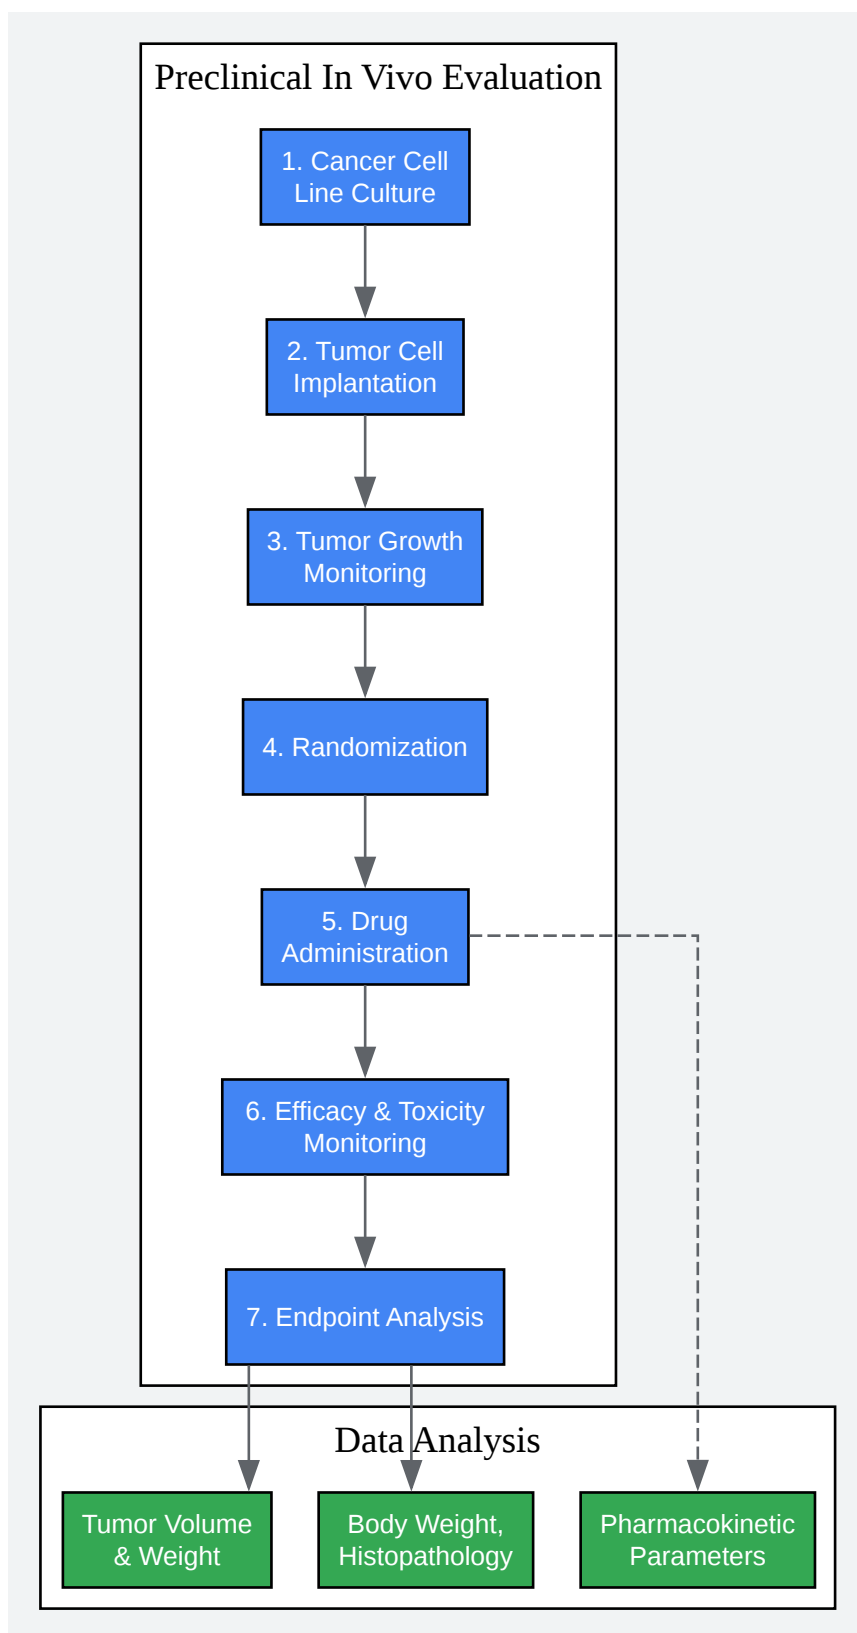 Preclinical In Vivo Evaluation
1. Cancer Cell
Line Culture
2. Tumor Cell
Implantation
3. Tumor Growth
Monitoring
4. Randomization
5. Drug
Administration
6. Efficacy & Toxicity
Monitoring
7. Endpoint Analysis
Data Analysis
Tumor Volume
& Weight
Body Weight,
Histopathology
Pharmacokinetic
Parameters